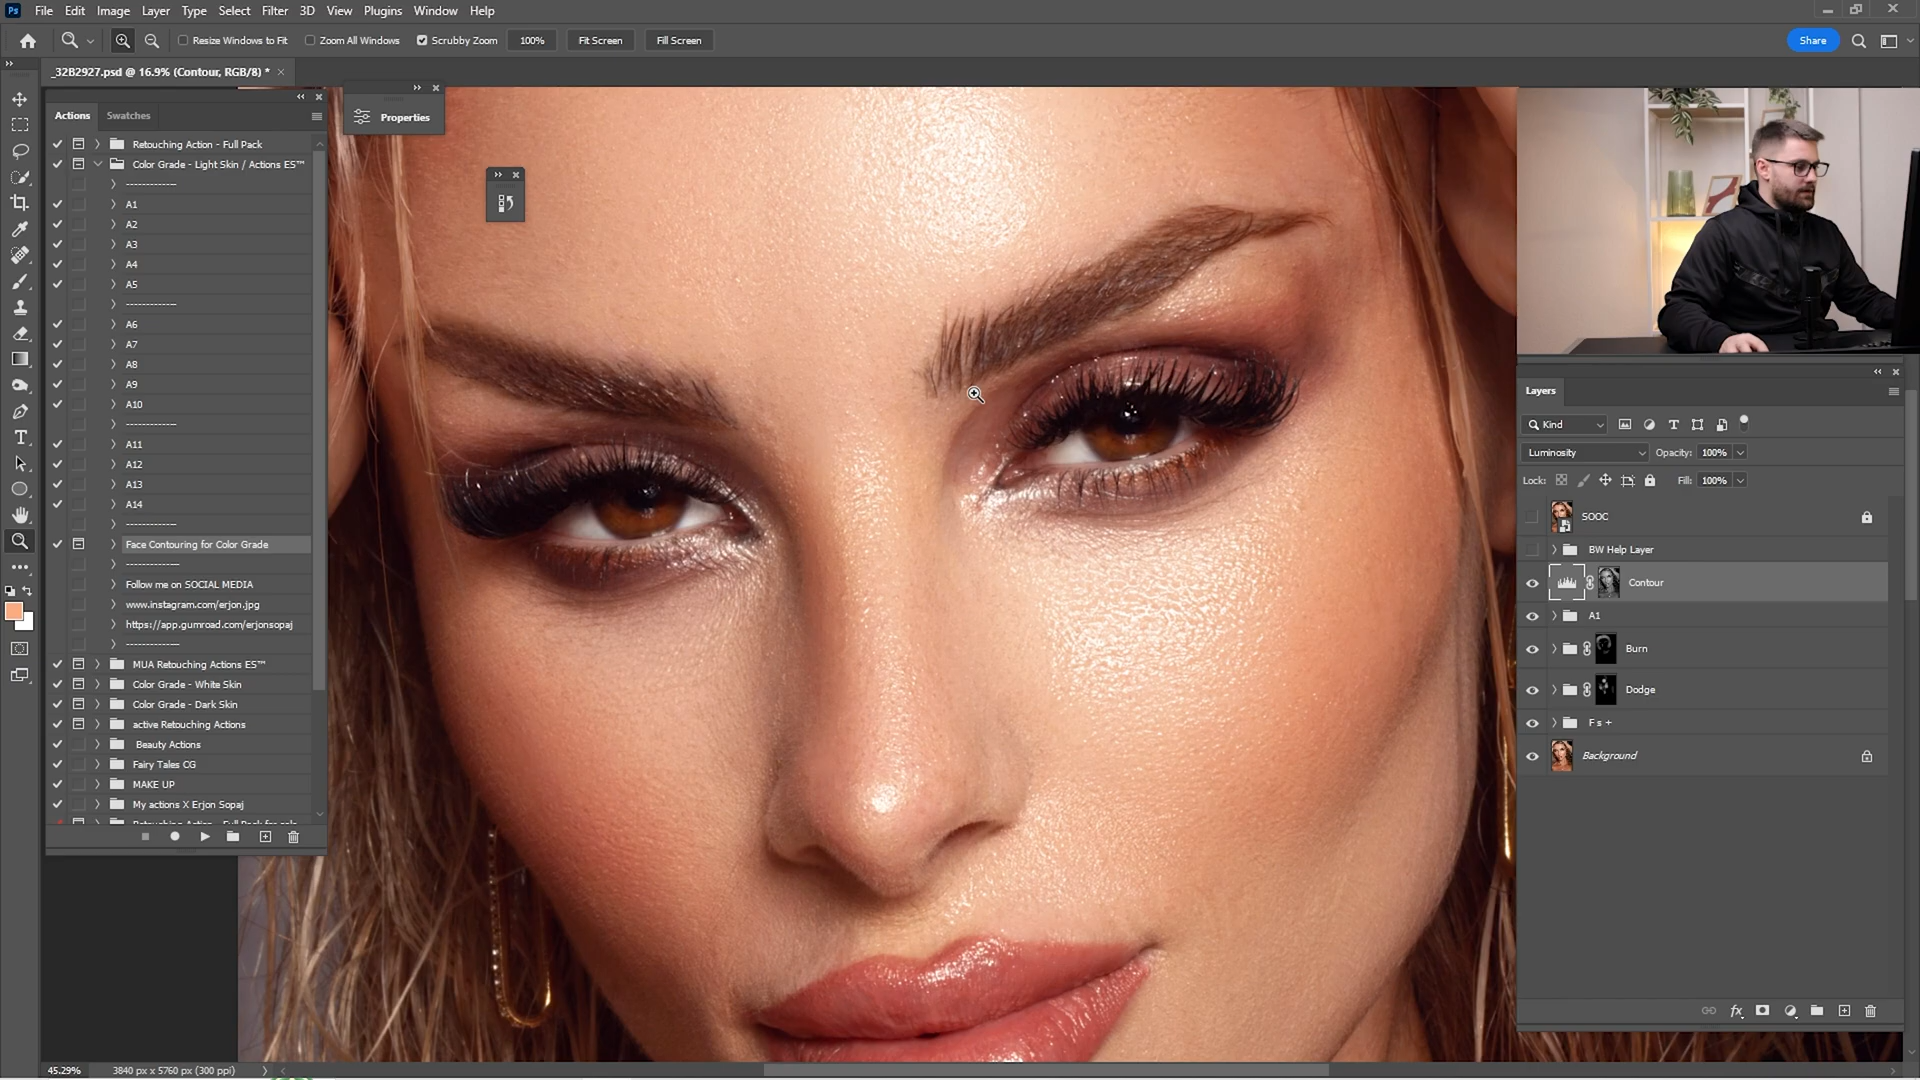 Ps File Edit Image Layer Type Select Filter 3D View Plugins Window Help
Resize Windows to Fit Zoom All Windows Scrubby Zoom 100% Fit Screen Fill Screen Share
_32B2927.psd @ 16.9% (Contour, RGB/8) *
Actions Swatches
Retouching Action - Full Pack
Color Grade - Light Skin / Actions ES™
-------------
A1
A2
A3
A4
A5
-------------
A6
A7
A8
A9
A10
-------------
A11
A12
A13
A14
-------------
Face Contouring for Color Grade
--------------
Follow me on SOCIAL MEDIA
www.instagram.com/erjon.jpg
https://app.gumroad.com/erjonsopaj
--------------
MUA Retouching Actions ES™
Color Grade - White Skin
Color Grade - Dark Skin
active Retouching Actions
Beauty Actions
Fairy Tales CG
MAKE UP
My actions X Erjon Sopaj
Retouching Action - Full Pack for sale
Properties
Layers
Kind
Luminosity Opacity: 100%
Lock: Fill: 100%
SOOC
BW Help Layer
Contour
A1
Burn
Dodge
F s +
Background
45.29% 3840 px x 5760 px (300 ppi)